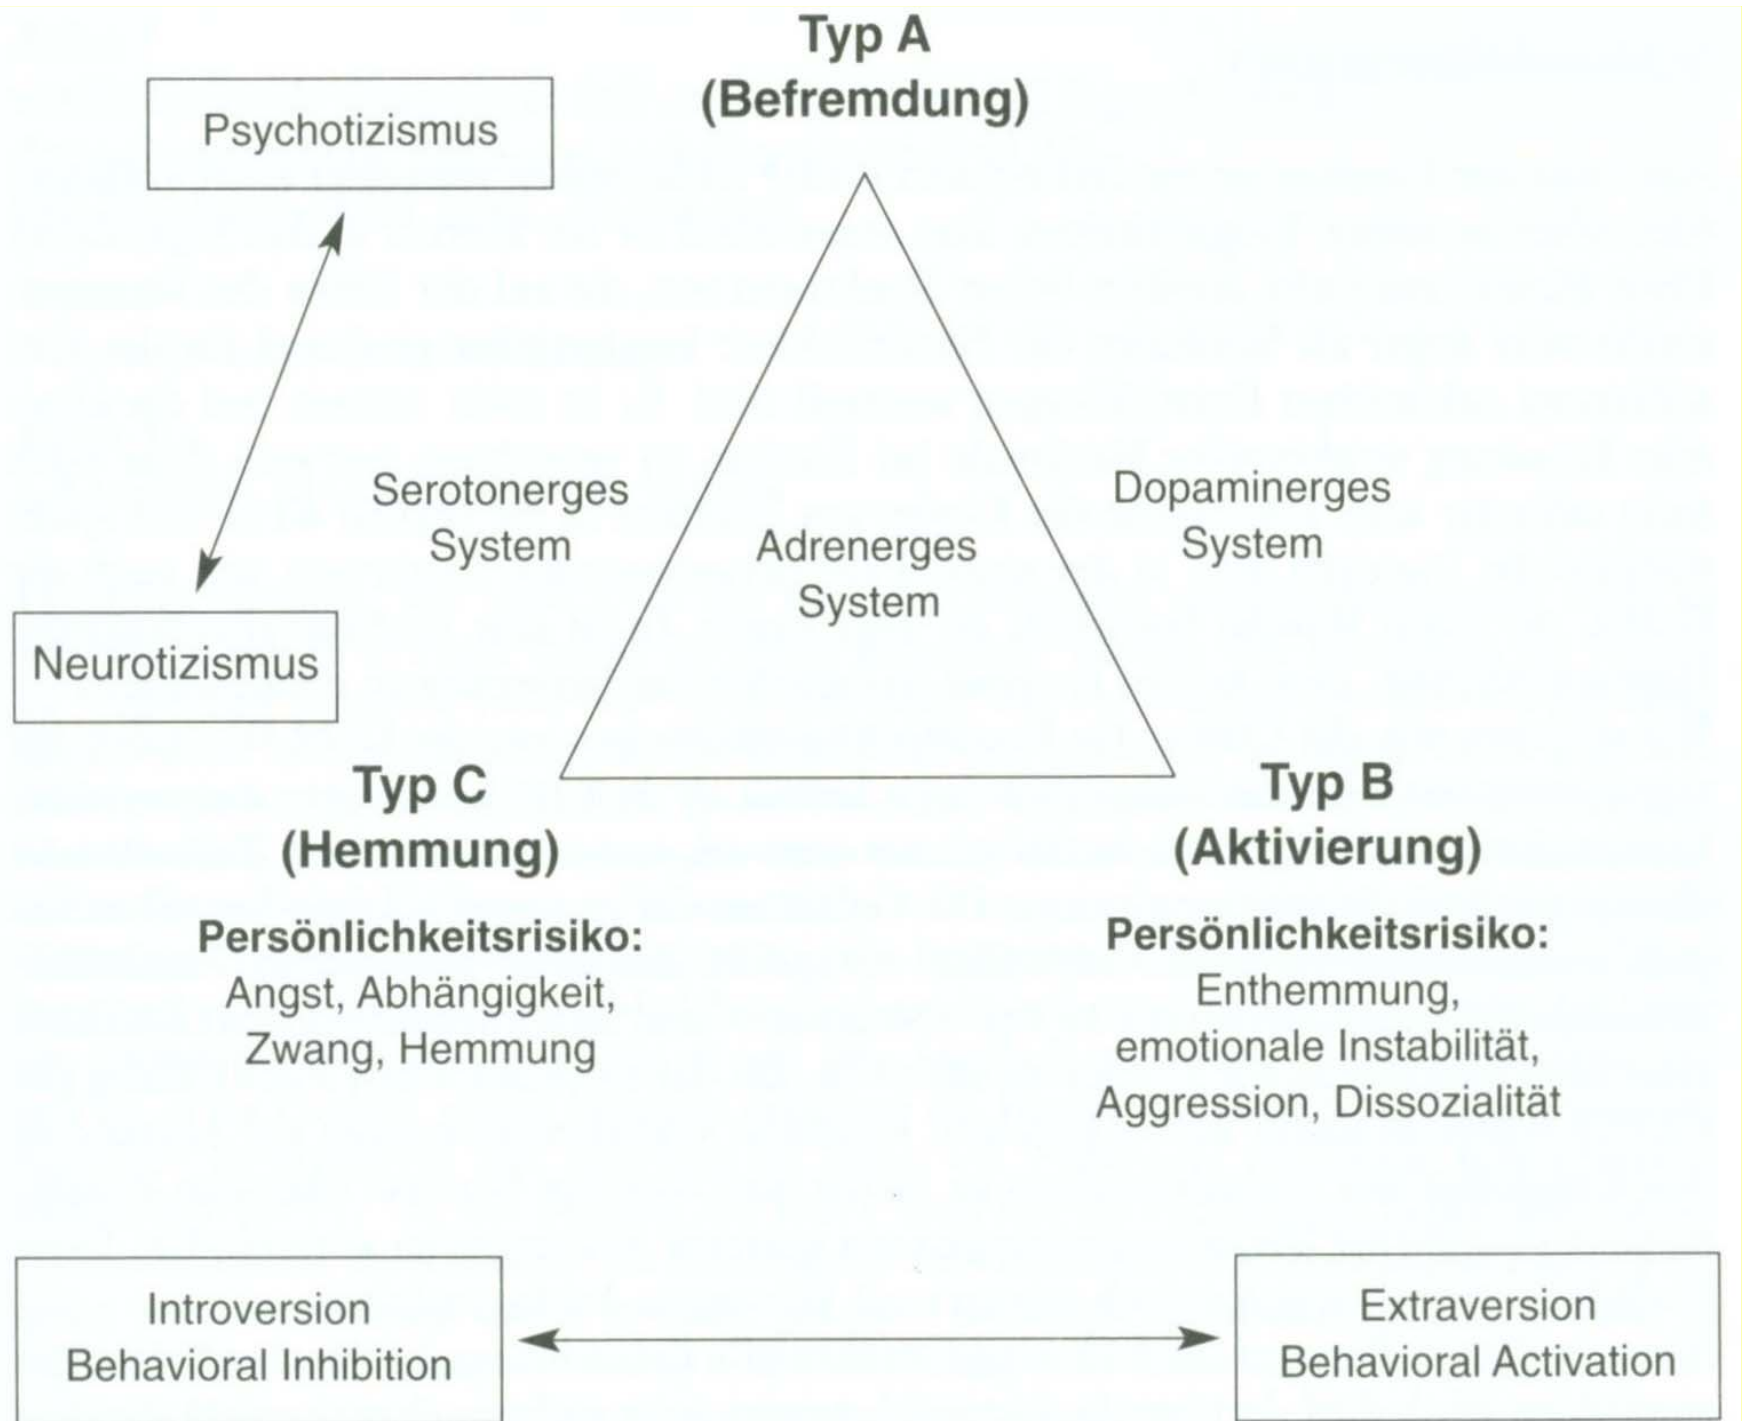 Typ A
(Befremdung)
Psychotizismus
Serotonerges
System
Adrenerges
System
Dopaminerges
System
Neurotizismus
Typ C
(Hemmung)
Persönlichkeitsrisiko:
Angst, Abhängigkeit,
Zwang, Hemmung
Typ B
(Aktivierung)
Persönlichkeitsrisiko:
Enthemmung,
emotionale Instabilität,
Aggression, Dissozialität
Introversion
Behavioral Inhibition
Extraversion
Behavioral Activation